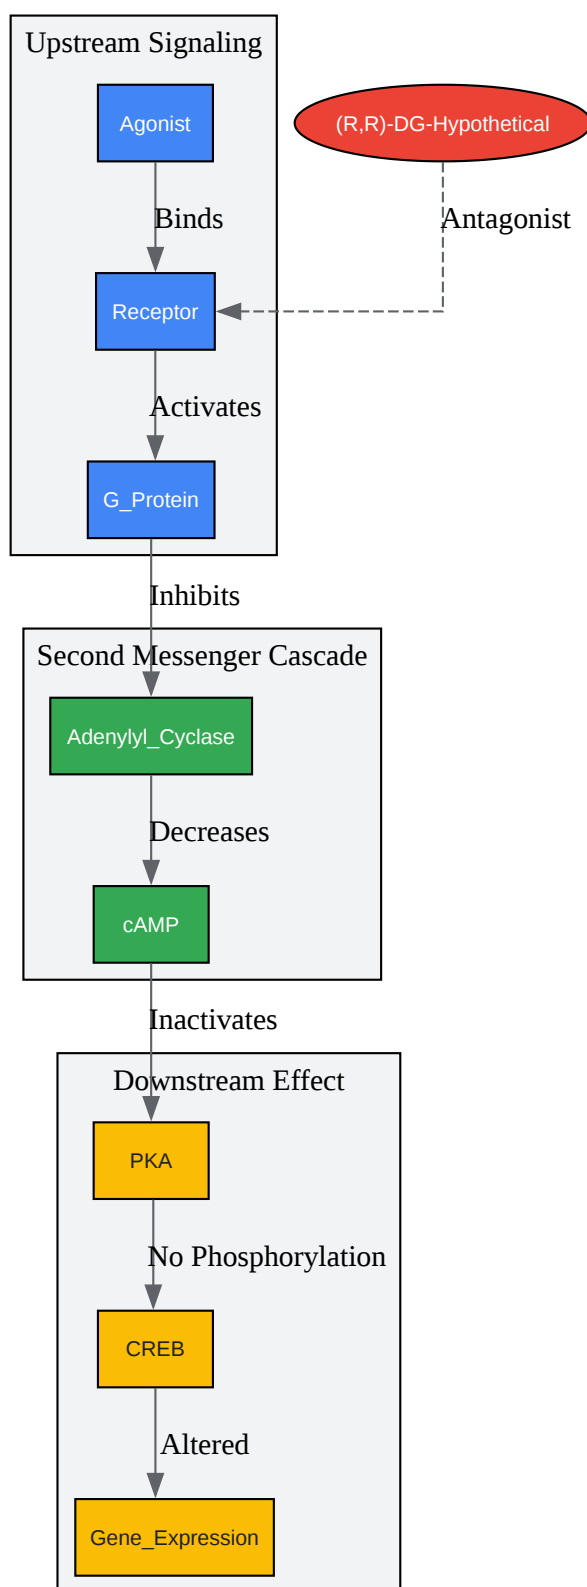 Upstream Signaling
Agonist
(R,R)-DG-Hypothetical
Binds
Antagonist
Receptor
Activates
G_Protein
Inhibits
Second Messenger Cascade
Adenylyl_Cyclase
Decreases
cAMP
Inactivates
Downstream Effect
PKA
No Phosphorylation
CREB
Altered
Gene_Expression